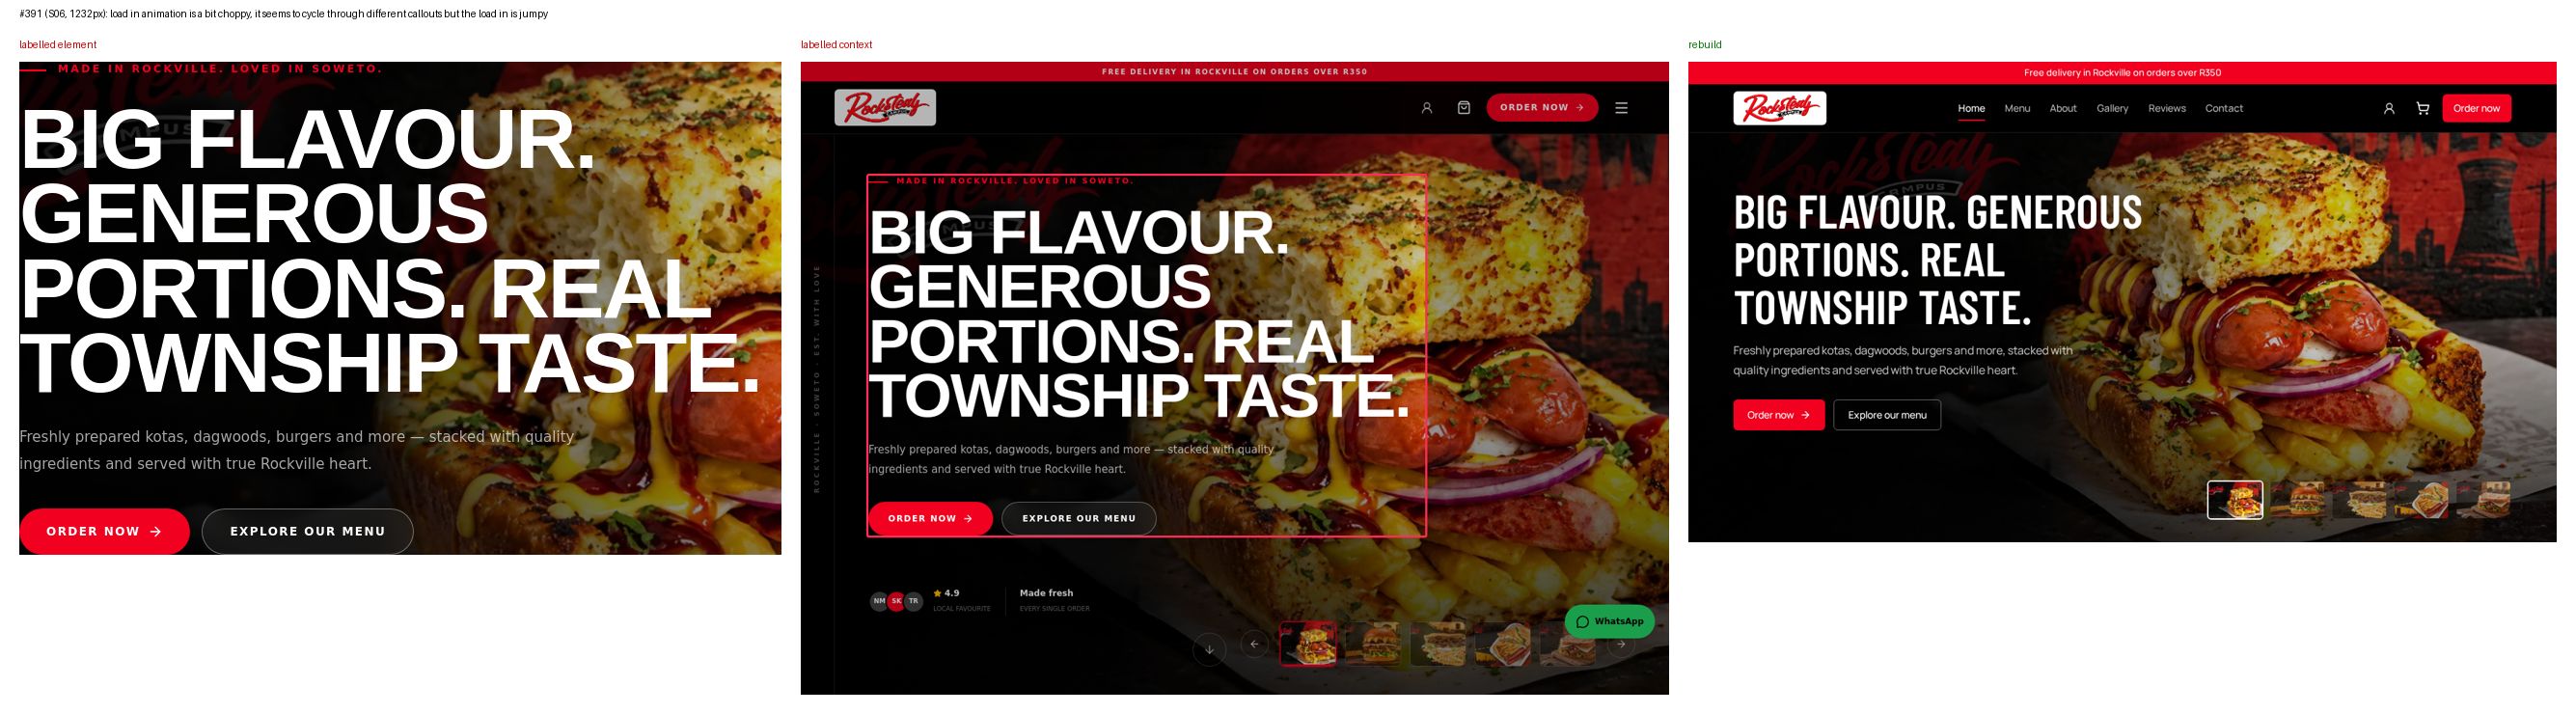 #391 (S06, 1232px): load in animation is a bit choppy, it seems to cycle through different callouts but the load in is jumpy
labelled element
MADE IN ROCKVILLE. LOVED IN SOWETO.
BIG FLAVOUR.
GENEROUS
PORTIONS. REAL
TOWNSHIP TASTE.
Freshly prepared kotas, dagwoods, burgers and more — stacked with quality
ingredients and served with true Rockville heart.
ORDER NOW
EXPLORE OUR MENU
labelled context
FREE DELIVERY IN ROCKVILLE ON ORDERS OVER R350
Rocksteady
ORDER NOW
ROCKVILLE · SOWETO · EST. WITH LOVE
MADE IN ROCKVILLE. LOVED IN SOWETO.
BIG FLAVOUR.
GENEROUS
PORTIONS. REAL
TOWNSHIP TASTE.
Freshly prepared kotas, dagwoods, burgers and more — stacked with quality
ingredients and served with true Rockville heart.
ORDER NOW
EXPLORE OUR MENU
NM SK TR
4.9
LOCAL FAVOURITE
Made fresh
EVERY SINGLE ORDER
WhatsApp
rebuild
Free delivery in Rockville on orders over R350
Rocksteady
Home Menu About Gallery Reviews Contact
Order now
BIG FLAVOUR. GENEROUS
PORTIONS. REAL
TOWNSHIP TASTE.
Freshly prepared kotas, dagwoods, burgers and more, stacked with
quality ingredients and served with true Rockville heart.
Order now
Explore our menu